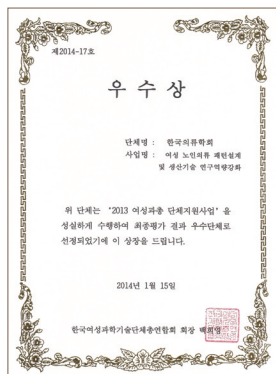 제2014-17호
우수상
단체명 : 한국의류학회
사업명 : 여성 노인의류 패턴설계
및 생산기술 연구역량강화
위 단체는 "2013 여성과총 단체지원사업"을
성실하게 수행하여 최종평가 결과 우수단체로
선정되었기에 이 상장을 드립니다.
2014년 1월 15일
한국여성과학기술단체총연합회 회장 백희영